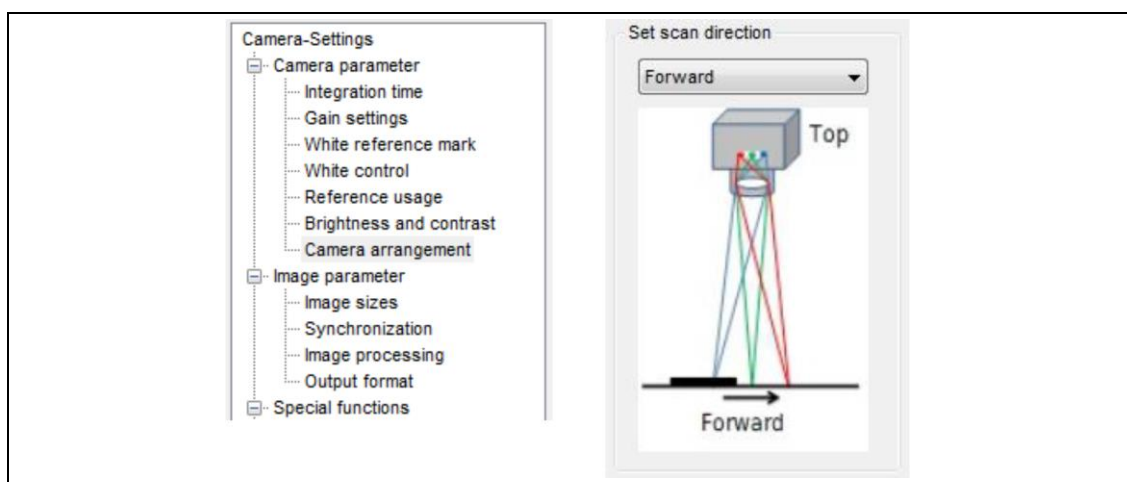 Camera-Settings
Camera parameter
Integration time
Gain settings
White reference mark
White control
Reference usage
Brightness and contrast
Camera arrangement
Image parameter
Image sizes
Synchronization
Image processing
Output format
Special functions
Set scan direction
Forward
Top
Forward